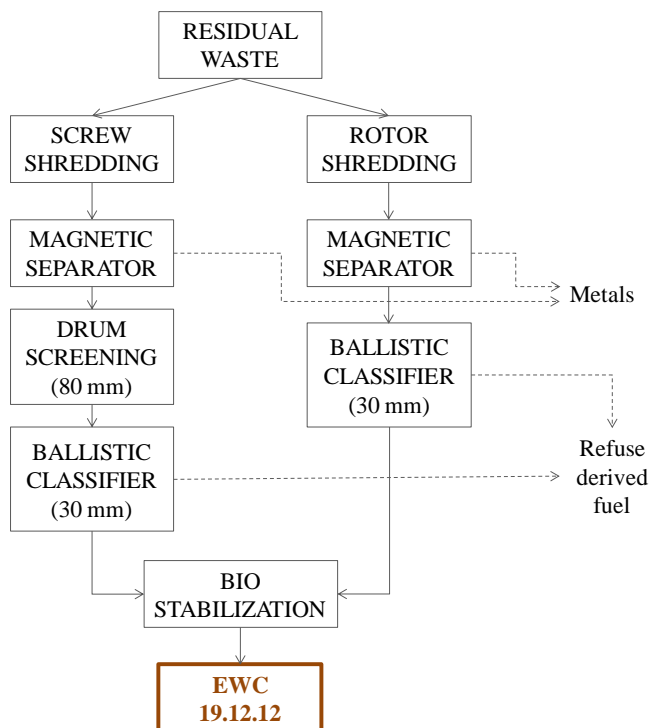 RESIDUAL
WASTE
SCREW
SHREDDING
ROTOR
SHREDDING
MAGNETIC
SEPARATOR
MAGNETIC
SEPARATOR
Metals
DRUM
SCREENING
(80 mm)
BALLISTIC
CLASSIFIER
(30 mm)
BALLISTIC
CLASSIFIER
(30 mm)
Refuse
derived
fuel
BIO
STABILIZATION
EWC
19.12.12